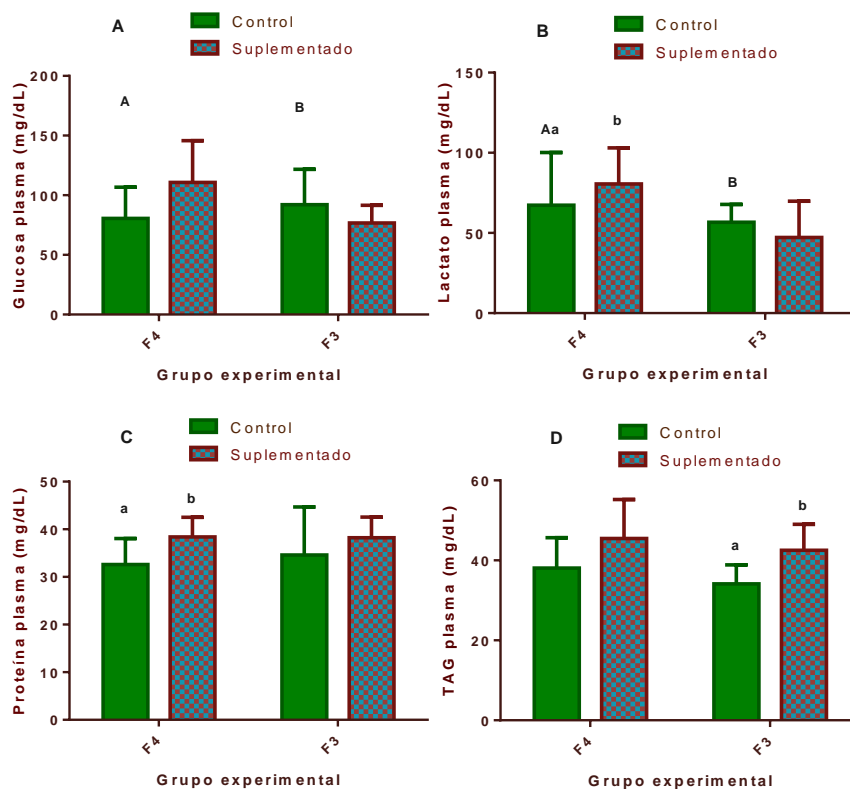 A
Control
Suplementado
Glucosa plasma (mg/dL)
200
150
100
50
0
A
B
F4
F3
Grupo experimental
B
Control
Suplementado
Lactato plasma (mg/dL)
150
100
50
0
Aa
b
B
F4
F3
Grupo experimental
C
Control
Suplementado
Proteína plasma (mg/dL)
50
40
30
20
10
0
a
b
F4
F3
Grupo experimental
D
Control
Suplementado
TAG plasma (mg/dL)
60
40
20
0
a
b
F4
F3
Grupo experimental